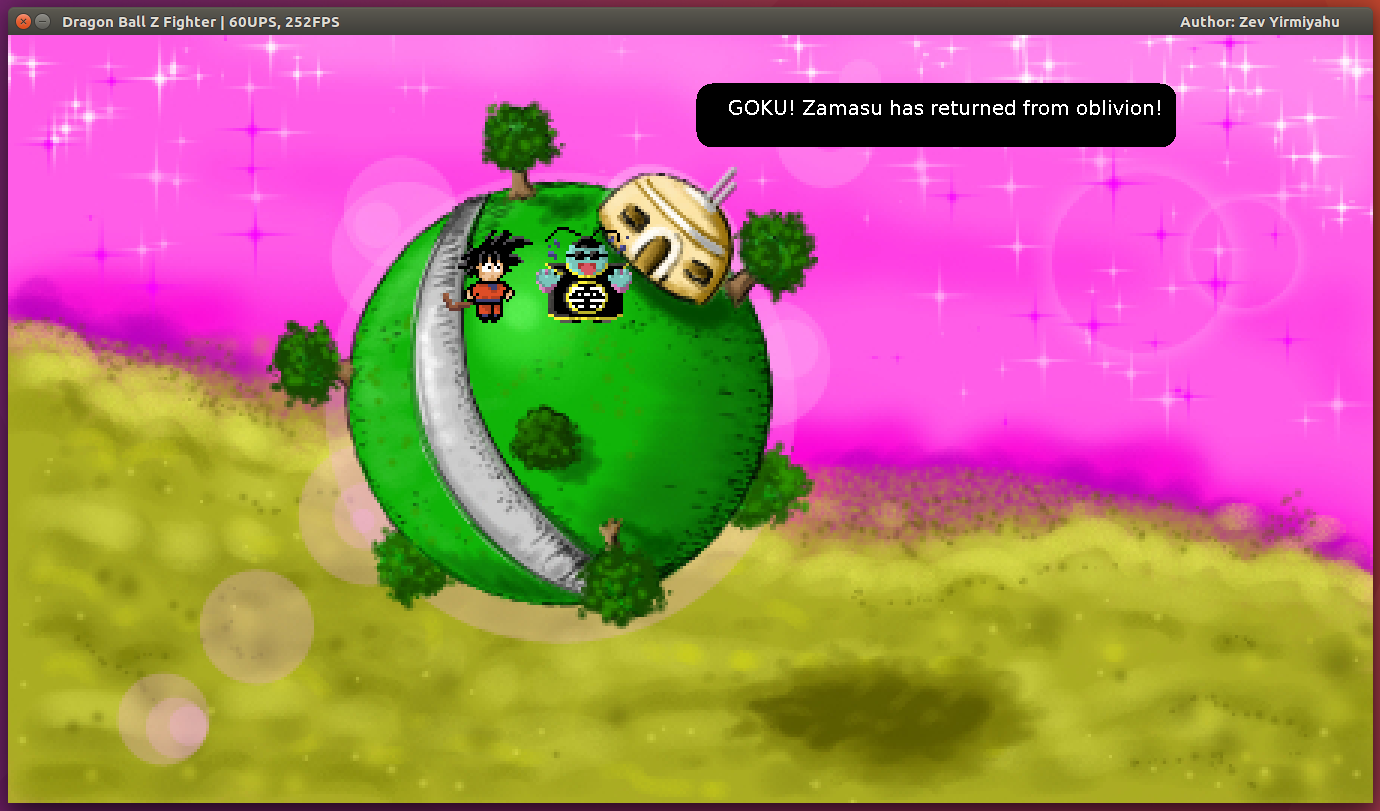 Dragon Ball Z Fighter | 60UPS, 252FPS
Author: Zev Yirmiyahu
GOKU! Zamasu has returned from oblivion!